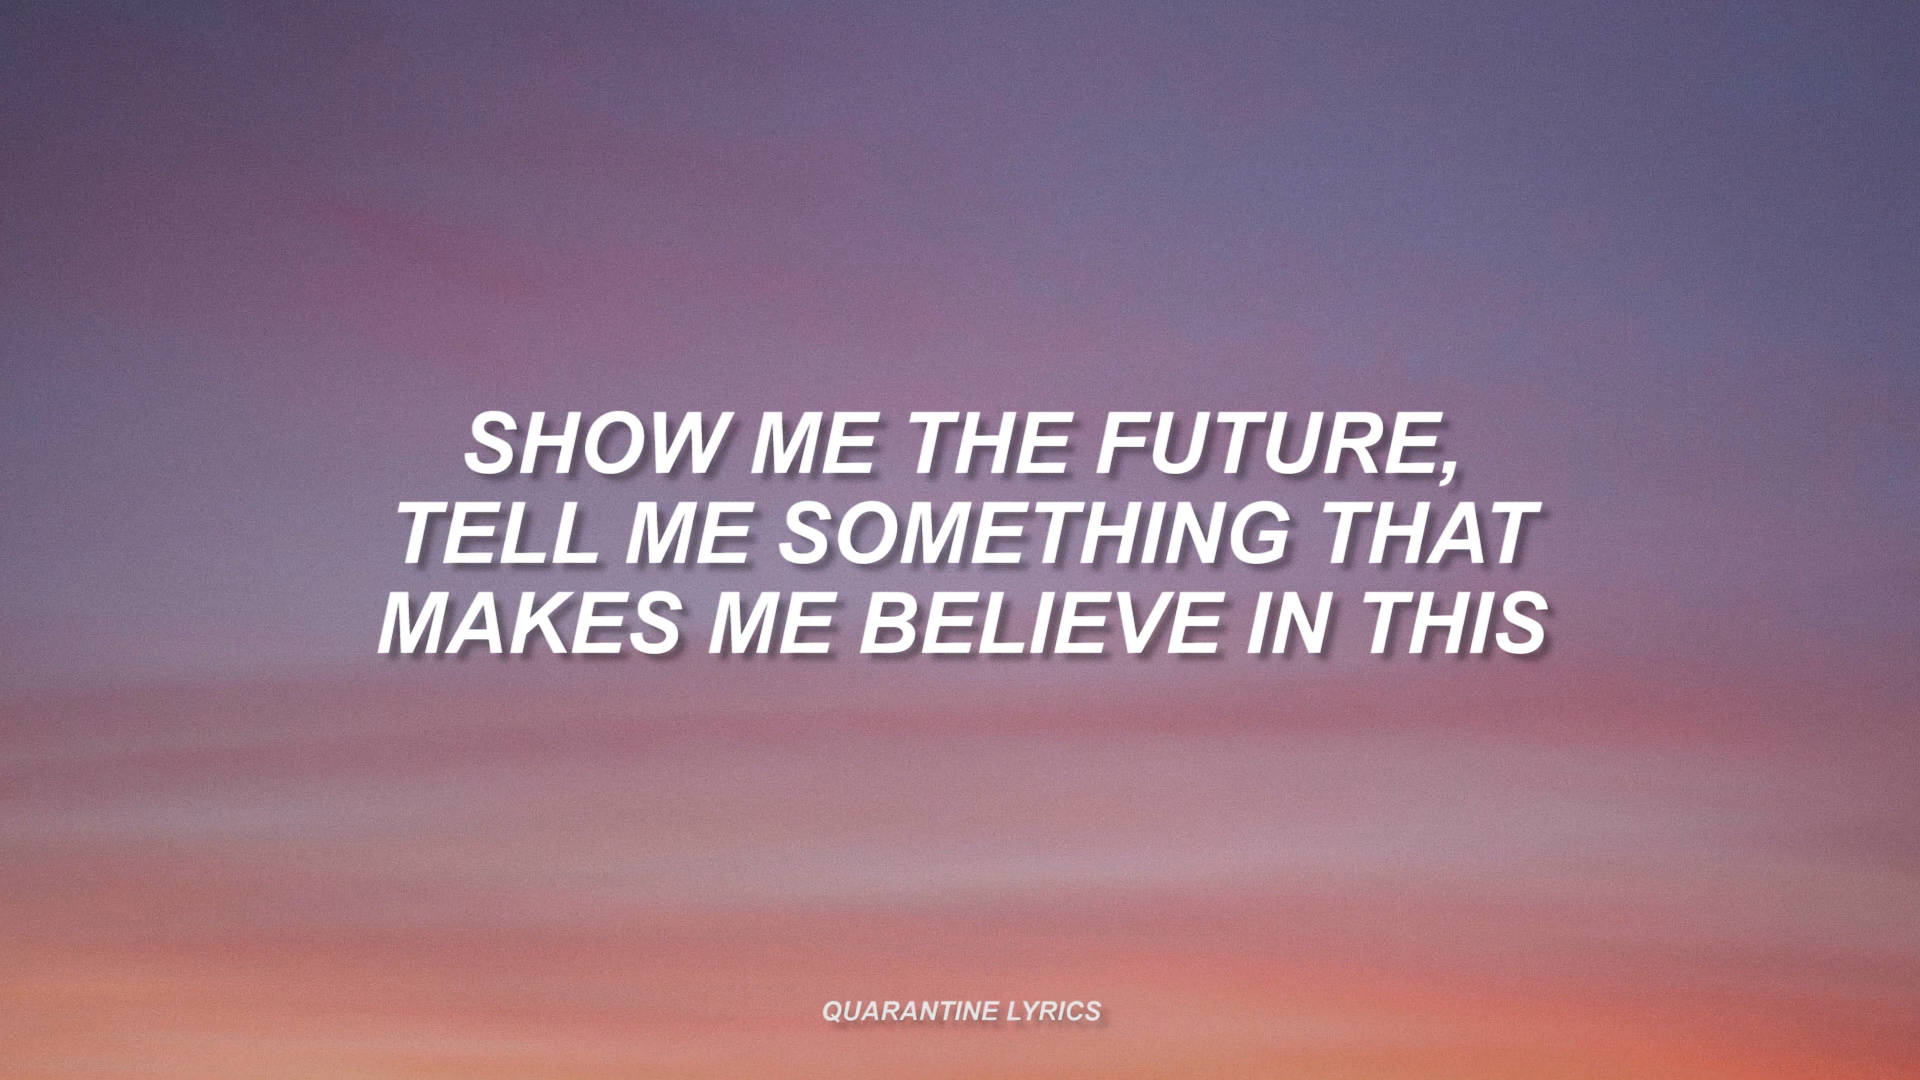 SHOW ME THE FUTURE,
TELL ME SOMETHING THAT
MAKES ME BELIEVE IN THIS
QUARANTINE LYRICS